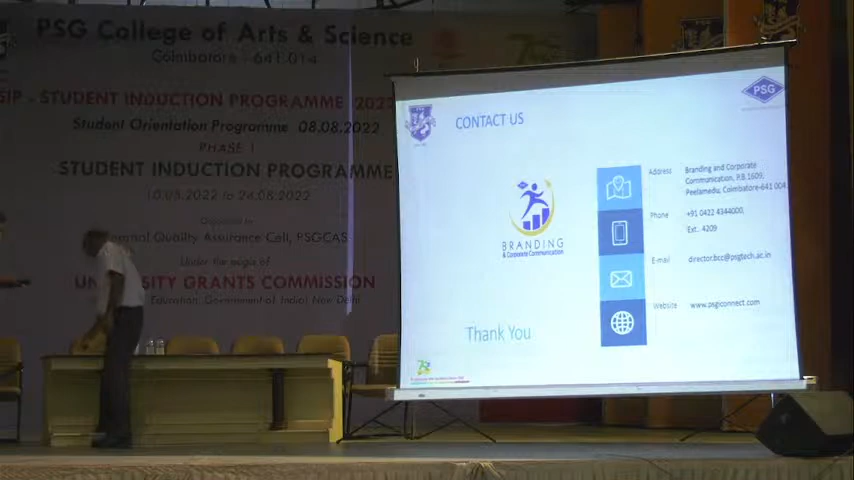 PSG College of Arts & Science
Coimbatore - 641 014
SIP - STUDENT INDUCTION PROGRAMME 2022
Student Orientation Programme 08.08.2022
PHASE I
STUDENT INDUCTION PROGRAMME
to 24.08.2022
Organised by
Quality Assurance Cell, PSGCAS
Under the aegis of
GRANTS COMMISSION
Education, Government of India, New Delhi
PSG
CONTACT US
BRANDING
& Corporate Communication
Address
Branding and Corporate
Communication, P.B.1609,
Peelamedu, Coimbatore-641 004
Phone
+91 0422 4344000,
Ext. 4209
E-mail
director.bcc@psgtech.ac.in
Website
www.psgiconnect.com
Thank You